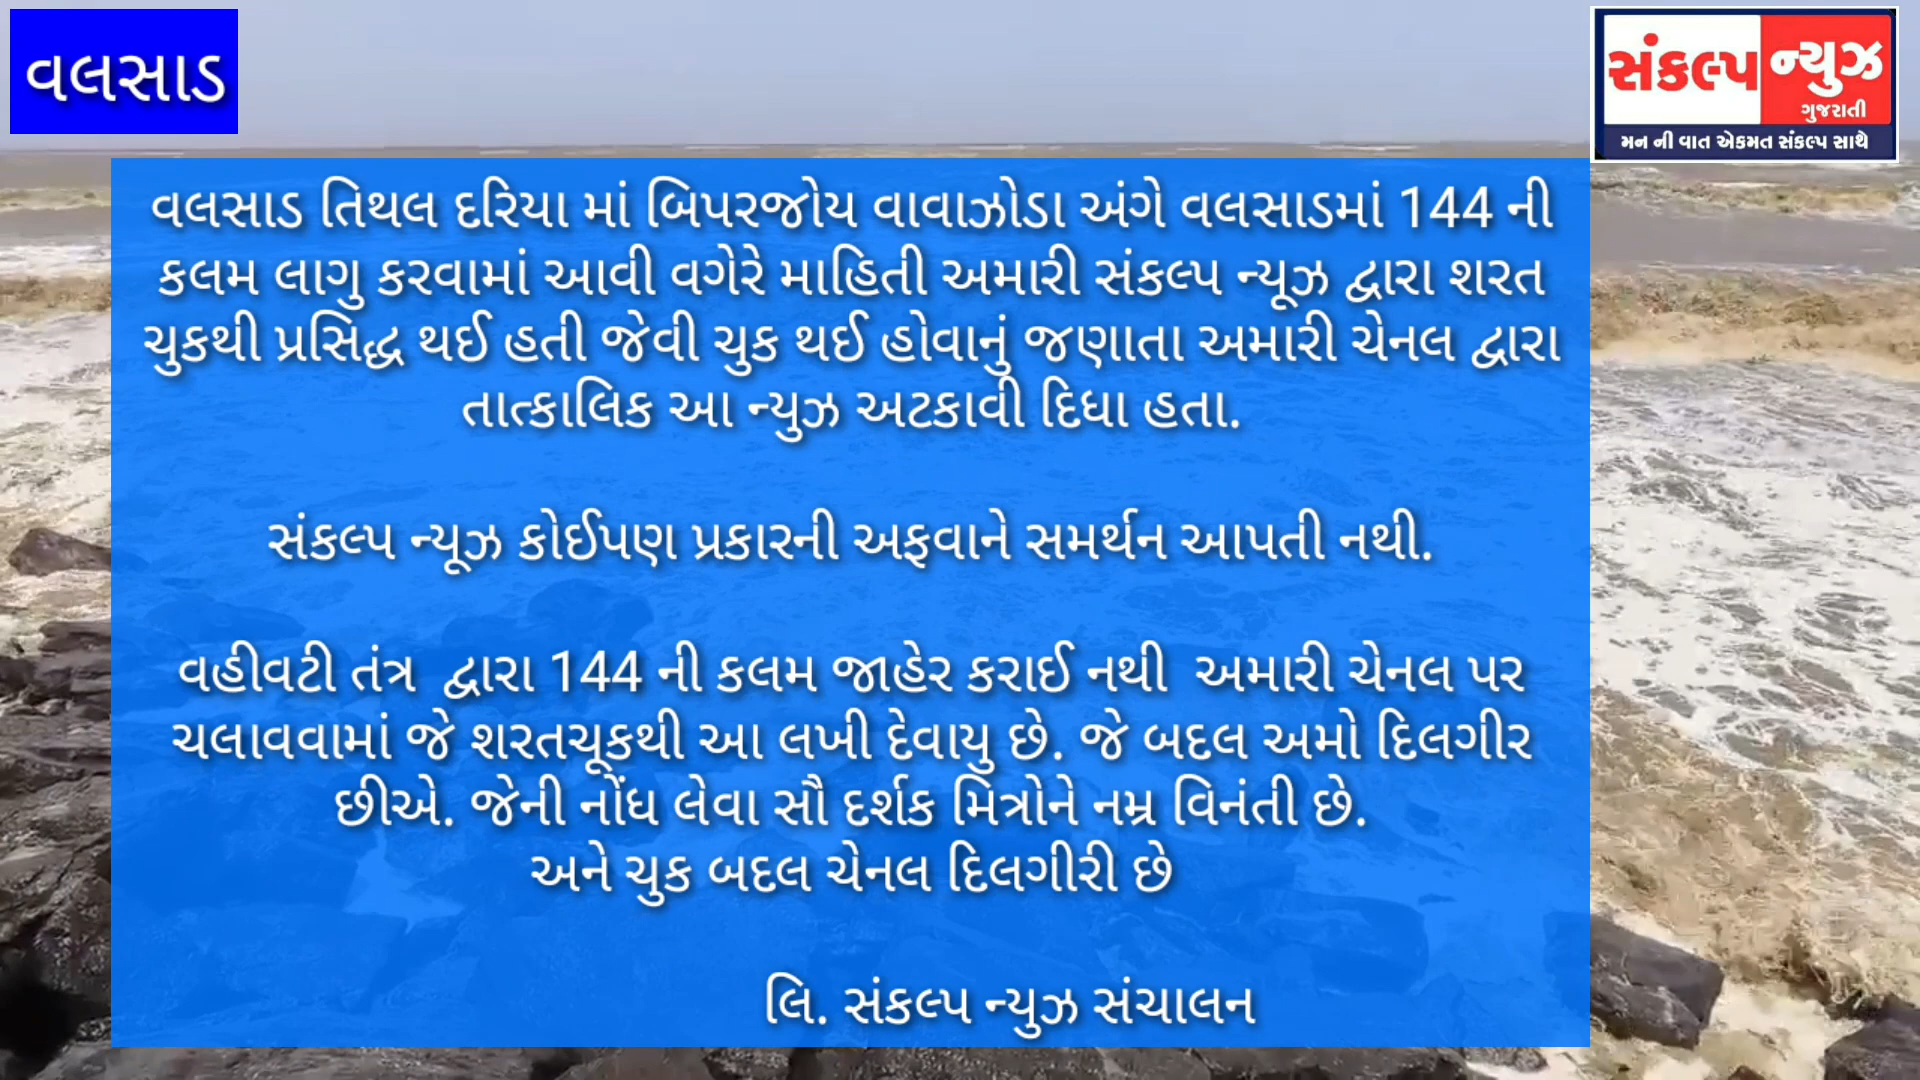 વલસાડ
સંકલ્પ ન્યુઝ
ગુજરાતી
મન ની વાત એકમત સંકલ્પ સાથે
વલસાડ તિથલ દરિયા માં બિપરજોય વાવાઝોડા અંગે વલસાડમાં 144 ની
કલમ લાગુ કરવામાં આવી વગેરે માહિતી અમારી સંકલ્પ ન્યૂઝ દ્વારા શરત
ચુકથી પ્રસિદ્ધ થઈ હતી જેવી ચુક થઈ હોવાનું જણાતા અમારી ચેનલ દ્વારા
તાત્કાલિક આ ન્યુઝ અટકાવી દિધા હતા.
સંકલ્પ ન્યૂઝ કોઈપણ પ્રકારની અફવાને સમર્થન આપતી નથી.
વહીવટી તંત્ર દ્વારા 144 ની કલમ જાહેર કરાઈ નથી અમારી ચેનલ પર
ચલાવવામાં જે શરતચૂકથી આ લખી દેવાયુ છે. જે બદલ અમો દિલગીર
છીએ. જેની નોંધ લેવા સૌ દર્શક મિત્રોને નમ્ર વિનંતી છે.
અને ચુક બદલ ચેનલ દિલગીરી છે
લિ. સંકલ્પ ન્યુઝ સંચાલન